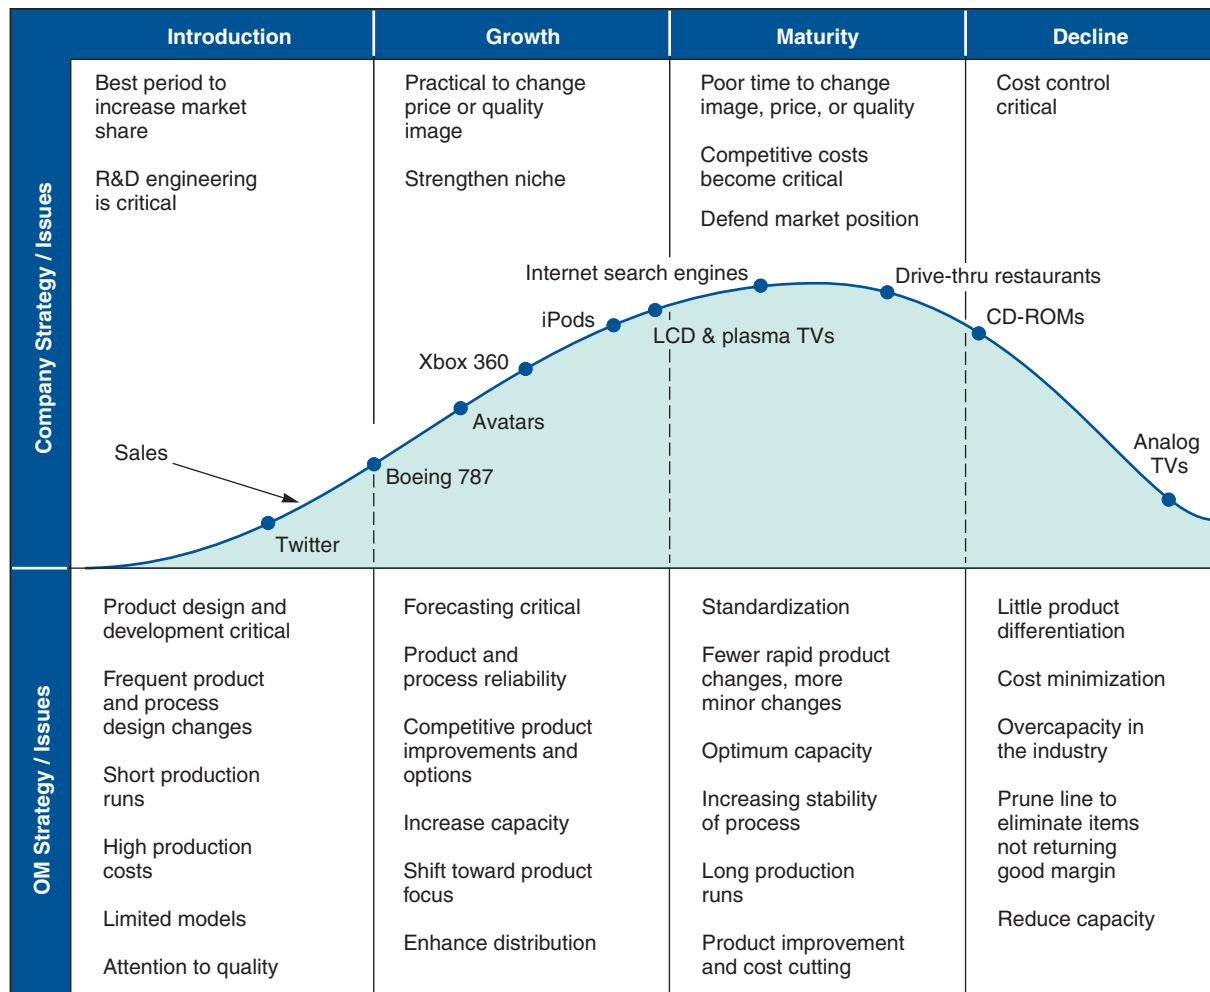 Introduction
Growth
Maturity
Decline
Company Strategy / Issues
Best period to
increase market
share
R&D engineering
is critical
Practical to change
price or quality
image
Strengthen niche
Poor time to change
image, price, or quality
Competitive costs
become critical
Defend market position
Cost control
critical
Internet search engines
Drive-thru restaurants
iPods
CD-ROMs
LCD & plasma TVs
Xbox 360
Avatars
Sales
Analog
TVs
Boeing 787
Twitter
OM Strategy / Issues
Product design and
development critical
Frequent product
and process
design changes
Short production
runs
High production
costs
Limited models
Attention to quality
Forecasting critical
Product and
process reliability
Competitive product
improvements and
options
Increase capacity
Shift toward product
focus
Enhance distribution
Standardization
Fewer rapid product
changes, more
minor changes
Optimum capacity
Increasing stability
of process
Long production
runs
Product improvement
and cost cutting
Little product
differentiation
Cost minimization
Overcapacity in
the industry
Prune line to
eliminate items
not returning
good margin
Reduce capacity